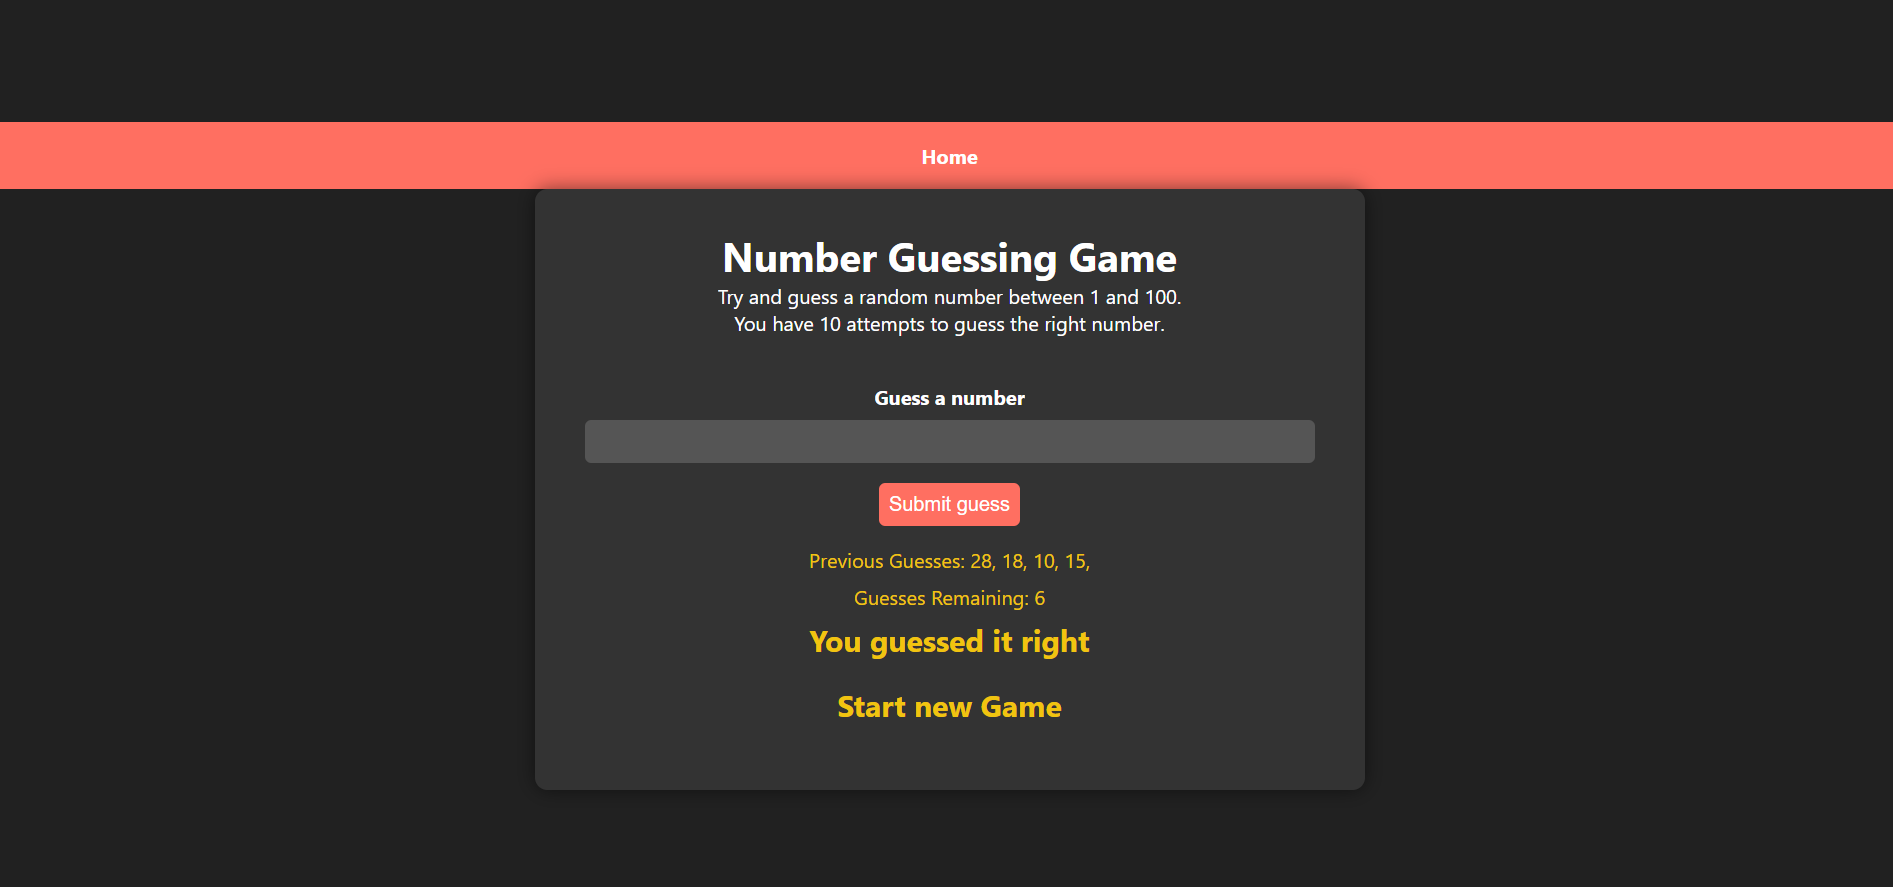 Home
Number Guessing Game
Try and guess a random number between 1 and 100.
You have 10 attempts to guess the right number.
Guess a number
Submit guess
Previous Guesses: 28, 18, 10, 15,
Guesses Remaining: 6
You guessed it right
Start new Game